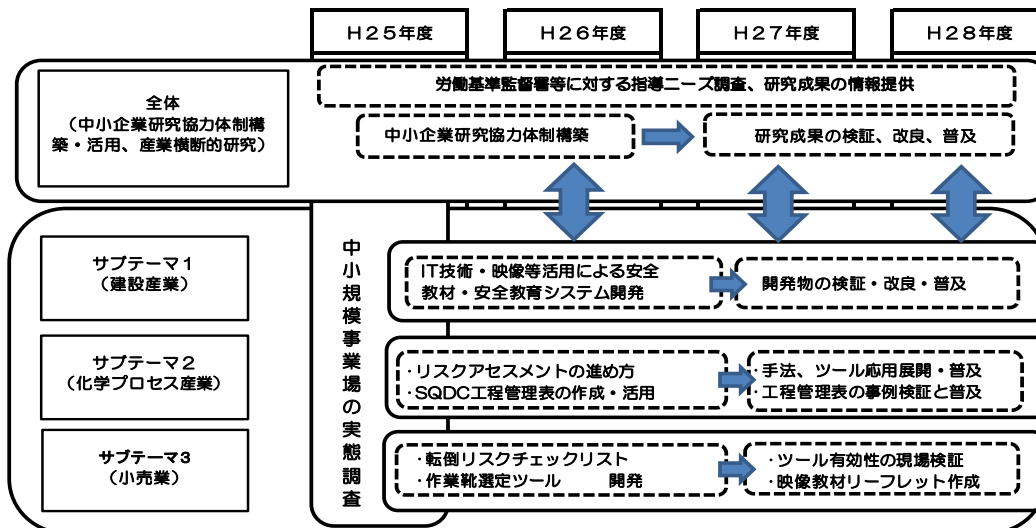 H25年度
H26年度
H27年度
H28年度
全体
（中小企業研究協力体制構
築・活用、産業横断的研究）
労働基準監督署等に対する指導ニーズ調査、研究成果の情報提供
中小企業研究協力体制構築
研究成果の検証、改良、普及
中小規模事業場の実態調査
サブテーマ1
（建設産業）
IT技術・映像等活用による安全
教材・安全教育システム開発
開発物の検証・改良・普及
サブテーマ2
（化学プロセス産業）
・リスクアセスメントの進め方
・SQDC工程管理表の作成・活用
・手法、ツール応用展開・普及
・工程管理表の事例検証と普及
サブテーマ3
（小売業）
・転倒リスクチェックリスト
・作業靴選定ツール　　開発
・ツール有効性の現場検証
・映像教材リーフレット作成